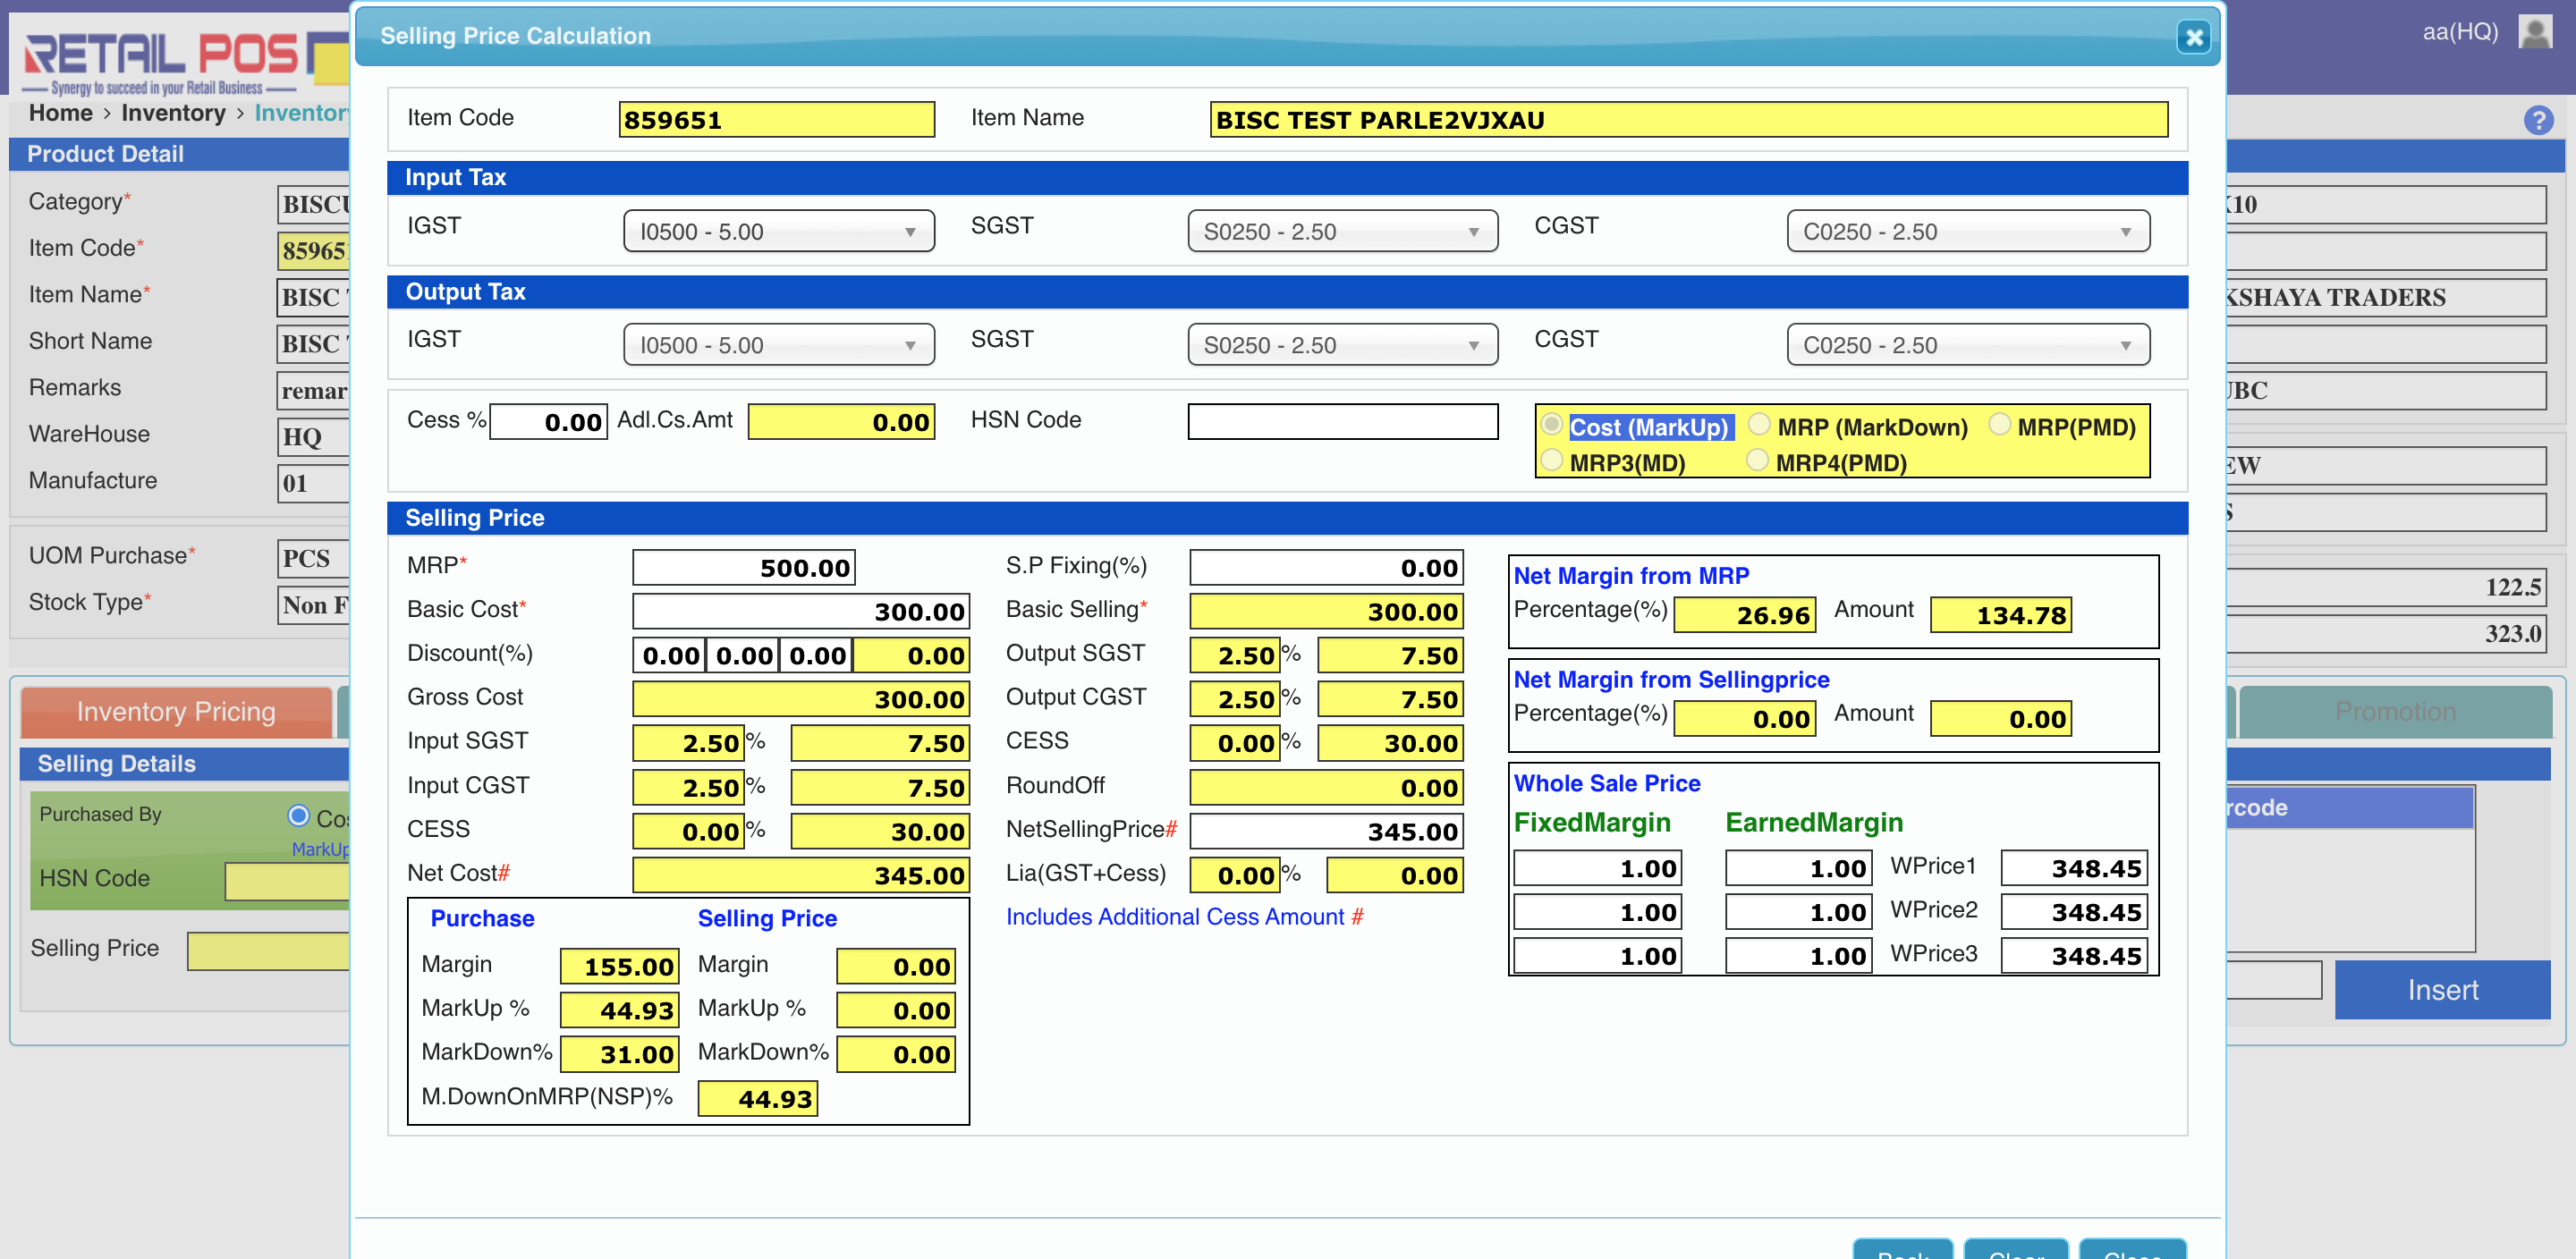 RETAIL POS
Synergy to succeed in your Retail Business
aa(HQ)
Home > Inventory > Inventory
?
Product Detail
Category*
BISCU
Item Code*
859651
Item Name*
BISC
Short Name
BISC
Remarks
remar
WareHouse
HQ
Manufacture
01
UOM Purchase*
PCS
Stock Type*
Non F
Inventory Pricing
Selling Details
Purchased By
Cos
MarkUp
HSN Code
Selling Price
Selling Price Calculation
Item Code 859651 Item Name BISC TEST PARLE2VJXAU
Input Tax
IGST I0500 - 5.00 SGST S0250 - 2.50 CGST C0250 - 2.50
Output Tax
IGST I0500 - 5.00 SGST S0250 - 2.50 CGST C0250 - 2.50
Cess % 0.00 Adl.Cs.Amt 0.00 HSN Code
Cost (MarkUp) MRP (MarkDown) MRP(PMD)
MRP3(MD) MRP4(PMD)
Selling Price
MRP* 500.00
Basic Cost* 300.00
Discount(%) 0.00 0.00 0.00 0.00
Gross Cost 300.00
Input SGST 2.50 % 7.50
Input CGST 2.50 % 7.50
CESS 0.00 % 30.00
Net Cost# 345.00
Purchase Selling Price
Margin 155.00 Margin 0.00
MarkUp % 44.93 MarkUp % 0.00
MarkDown% 31.00 MarkDown% 0.00
M.DownOnMRP(NSP)% 44.93
S.P Fixing(%) 0.00
Basic Selling* 300.00
Output SGST 2.50 % 7.50
Output CGST 2.50 % 7.50
CESS 0.00 % 30.00
RoundOff 0.00
NetSellingPrice# 345.00
Lia(GST+Cess) 0.00 % 0.00
Includes Additional Cess Amount #
Net Margin from MRP
Percentage(%) 26.96 Amount 134.78
Net Margin from Sellingprice
Percentage(%) 0.00 Amount 0.00
Whole Sale Price
FixedMargin EarnedMargin
1.00 1.00 WPrice1 348.45
1.00 1.00 WPrice2 348.45
1.00 1.00 WPrice3 348.45
Back Clear Close
10
KSHAYA TRADERS
UBC
EW
S
122.5
323.0
Promotion
rcode
Insert